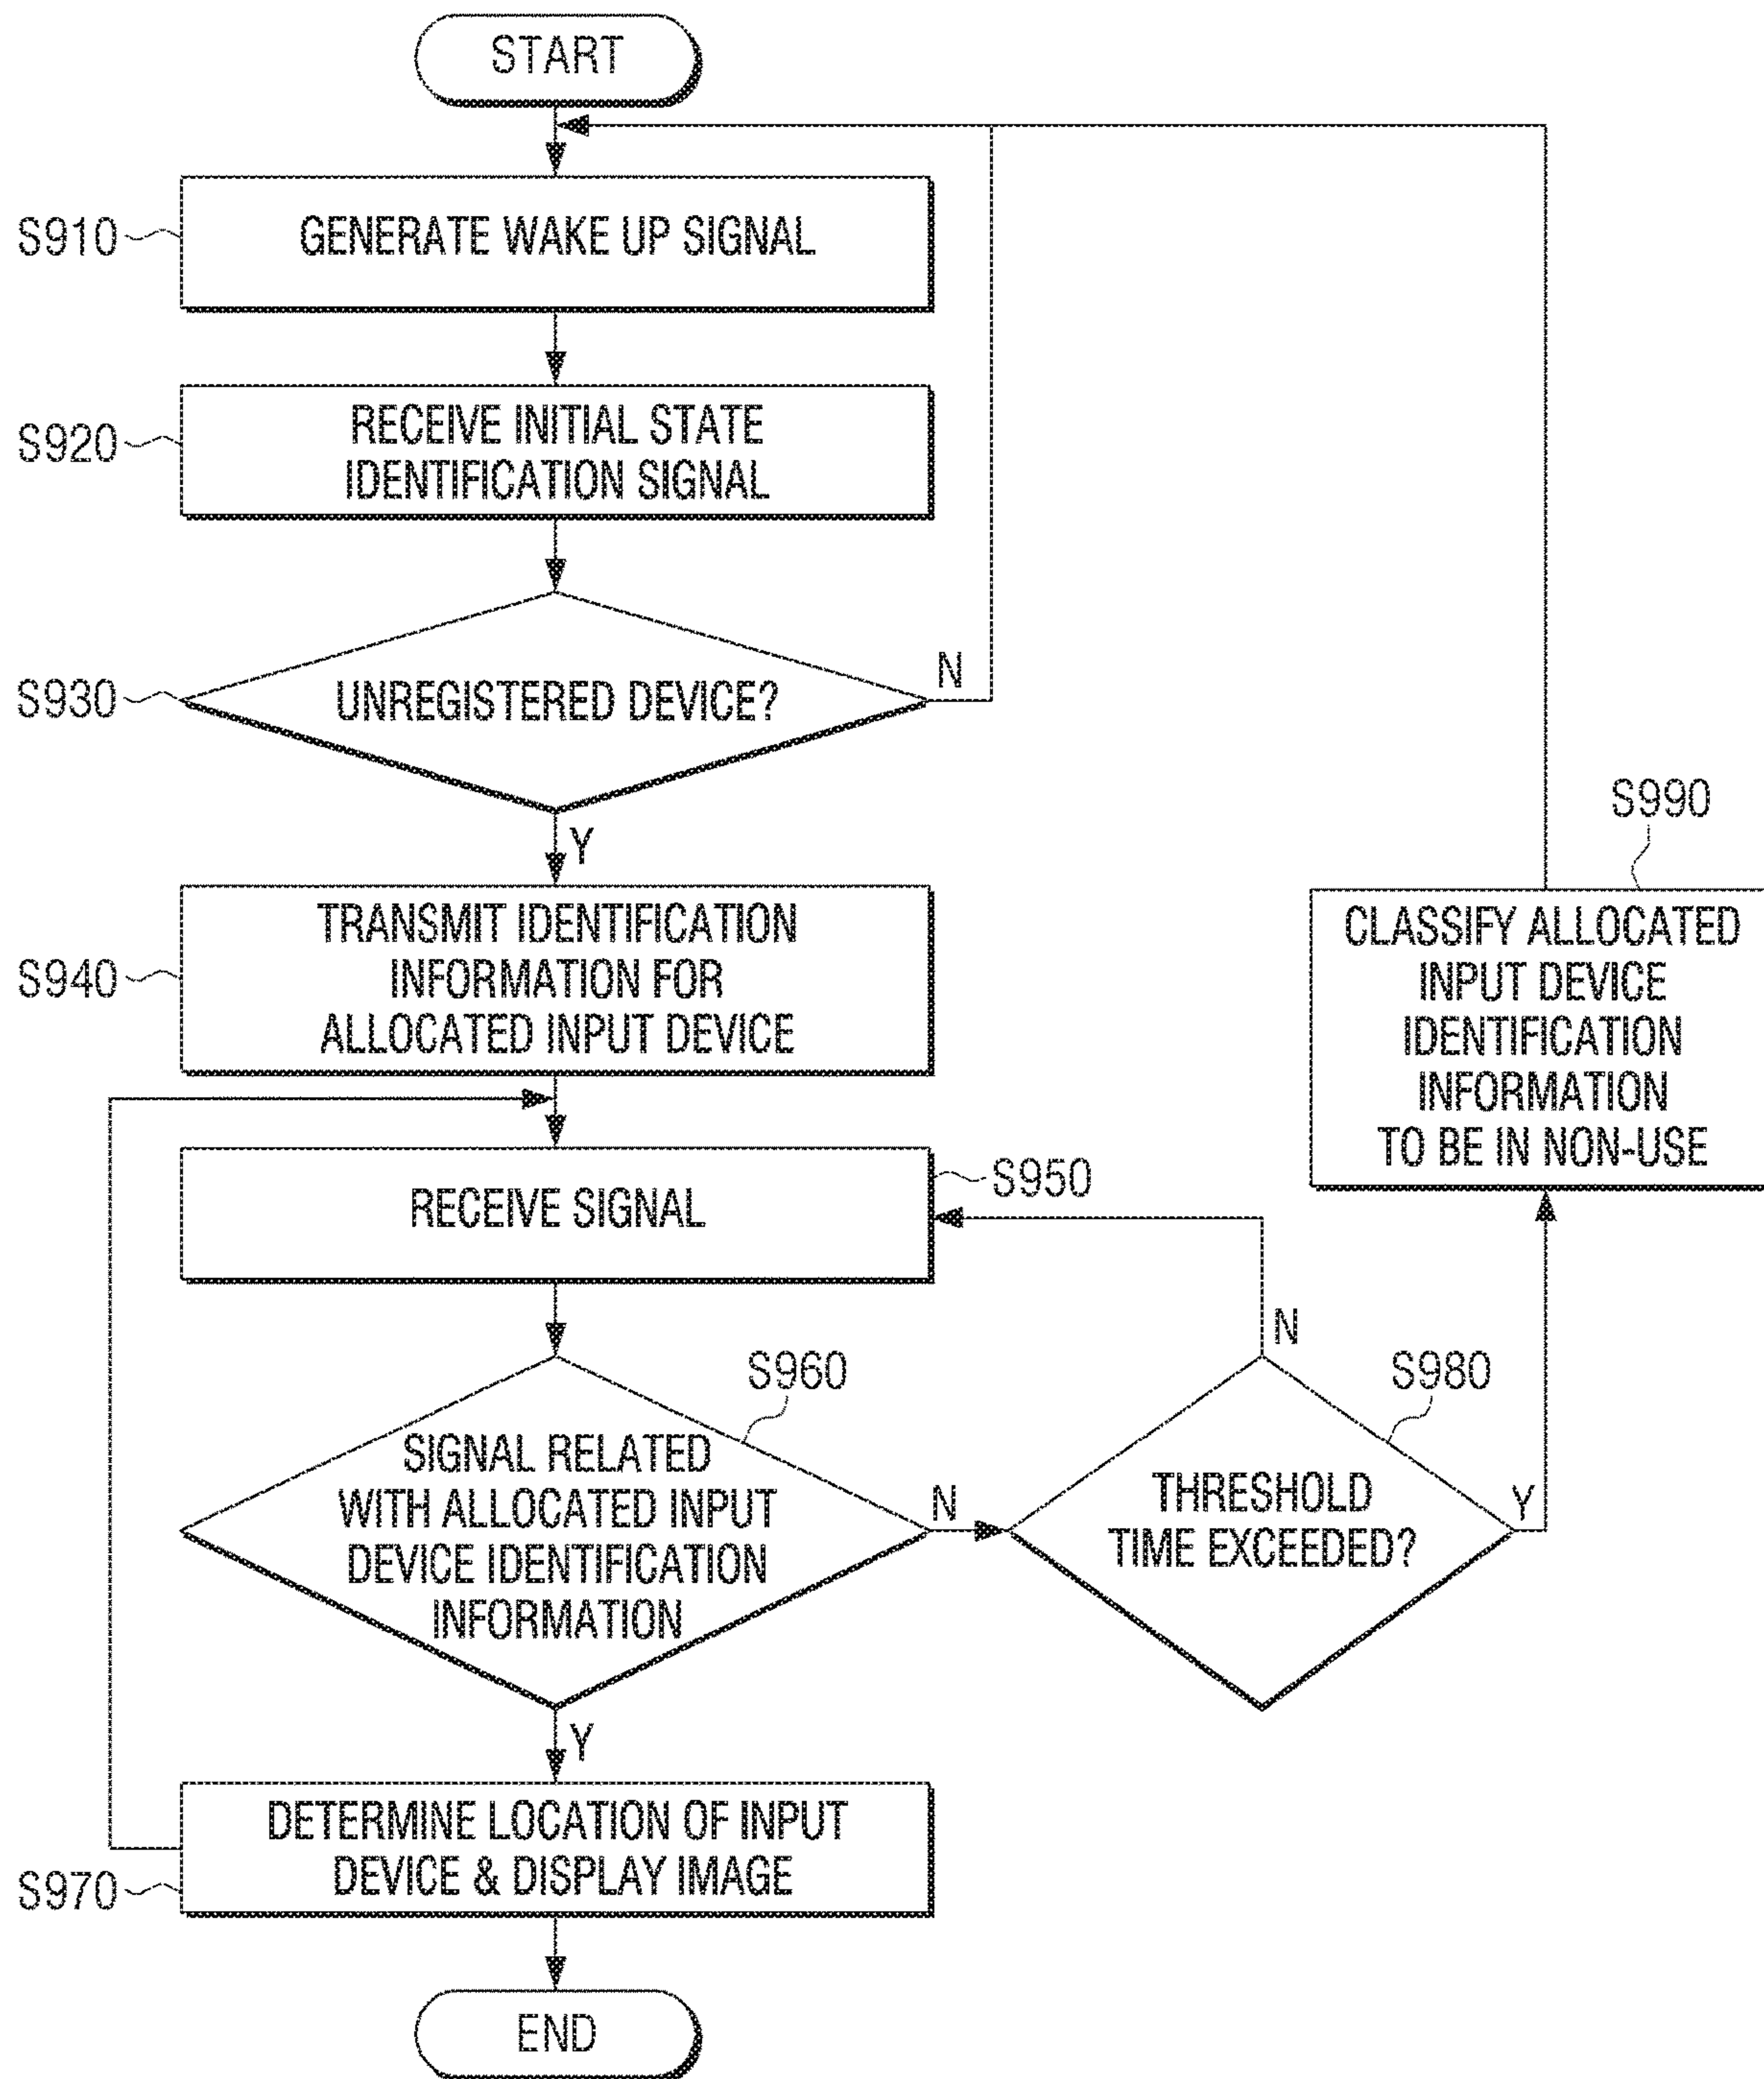 START
S910
GENERATE WAKE UP SIGNAL
S920
RECEIVE INITIAL STATE
IDENTIFICATION SIGNAL
S930
UNREGISTERED DEVICE?
N
Y
S940
TRANSMIT IDENTIFICATION
INFORMATION FOR
ALLOCATED INPUT DEVICE
S990
CLASSIFY ALLOCATED
INPUT DEVICE
IDENTIFICATION
INFORMATION
TO BE IN NON-USE
RECEIVE SIGNAL
S950
S960
SIGNAL RELATED
WITH ALLOCATED INPUT
DEVICE IDENTIFICATION
INFORMATION
N
Y
S980
THRESHOLD
TIME EXCEEDED?
N
Y
S970
DETERMINE LOCATION OF INPUT
DEVICE & DISPLAY IMAGE
END